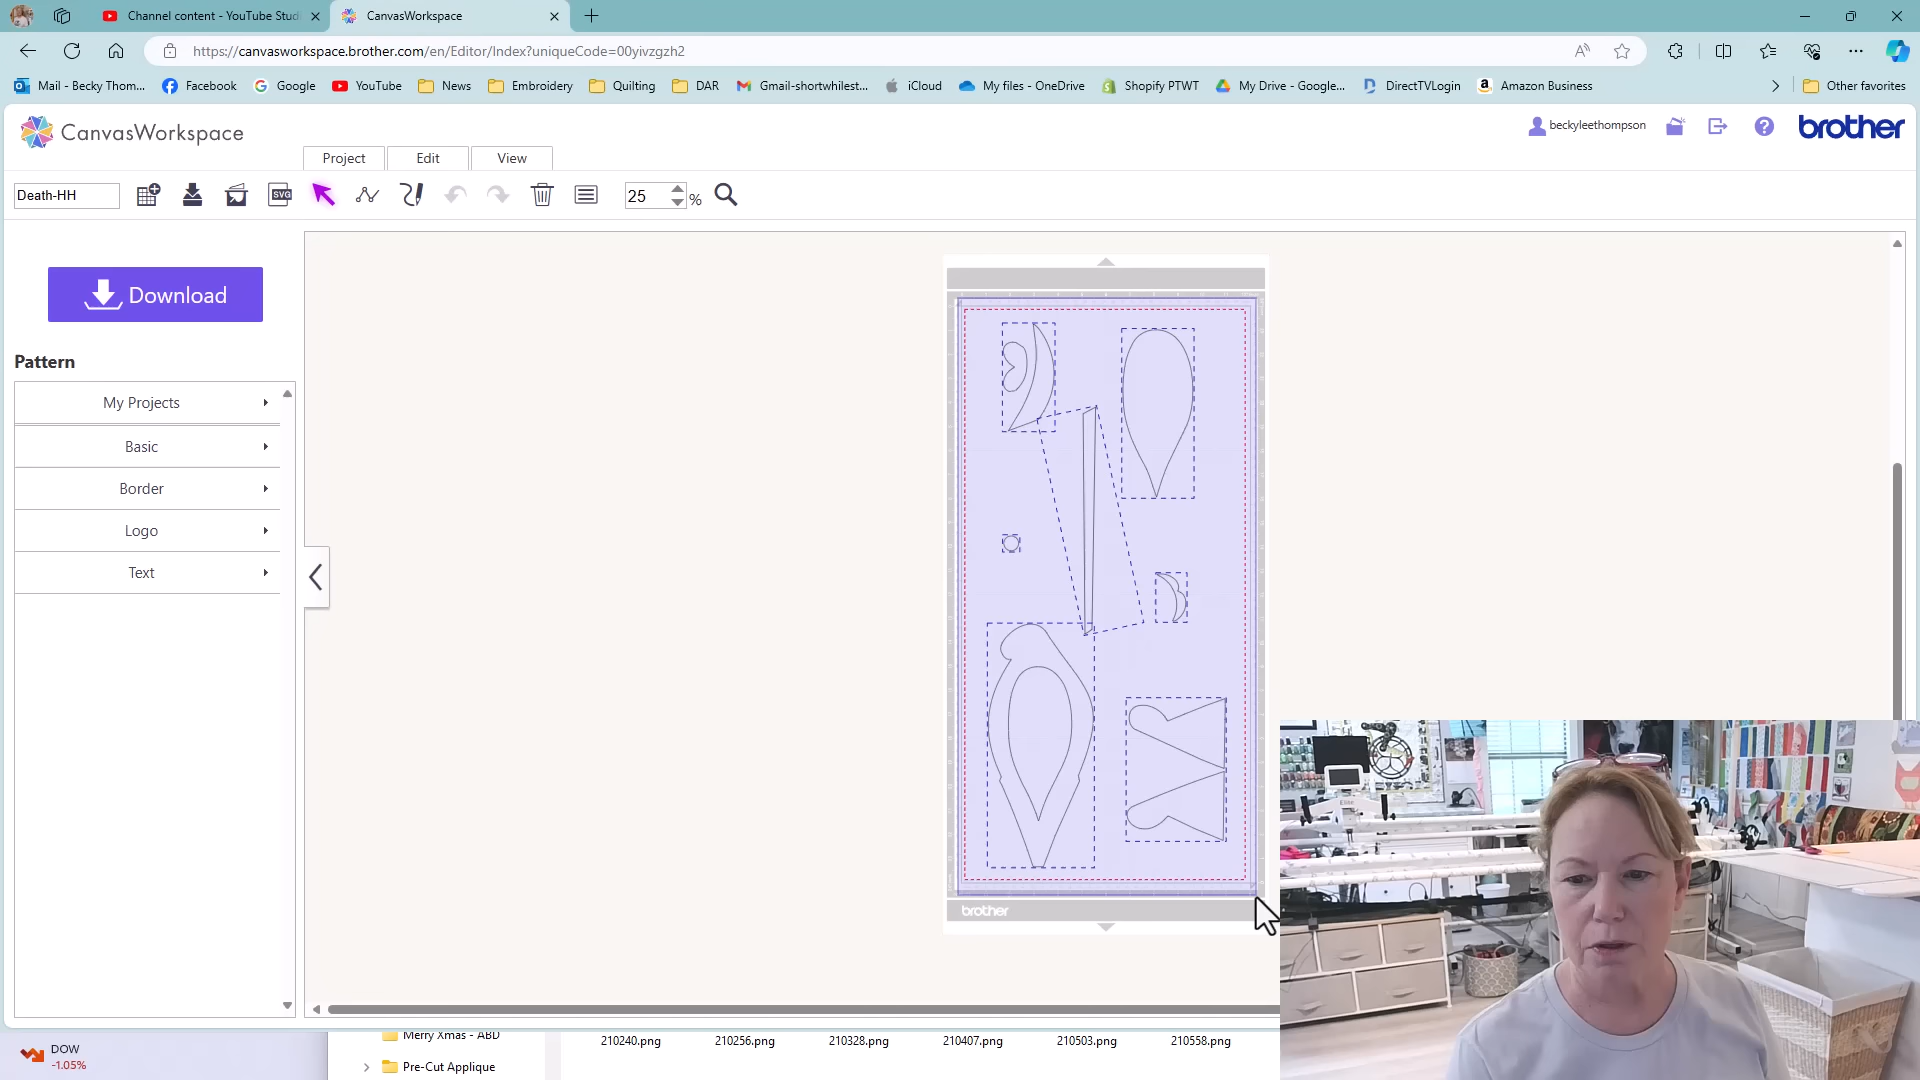 Channel content - YouTube Stud
CanvasWorkspace
https://canvasworkspace.brother.com/en/Editor/Index?uniqueCode=00yivzgzh2
Mail - Becky Thom...
Facebook
Google
YouTube
News
Embroidery
Quilting
DAR
Gmail-shortwhilest...
iCloud
My files - OneDrive
Shopify PTWT
My Drive - Google...
DirectTVLogin
Amazon Business
Other favorites
CanvasWorkspace
beckyleethompson
brother
Project
Edit
View
Death-HH
SVG
25
%
Download
Pattern
My Projects
Basic
Border
Logo
Text
brother
DOW
-1.05%
Merry Xmas - ABD
Pre-Cut Applique
210240.png
210256.png
210328.png
210407.png
210503.png
210558.png
Elite